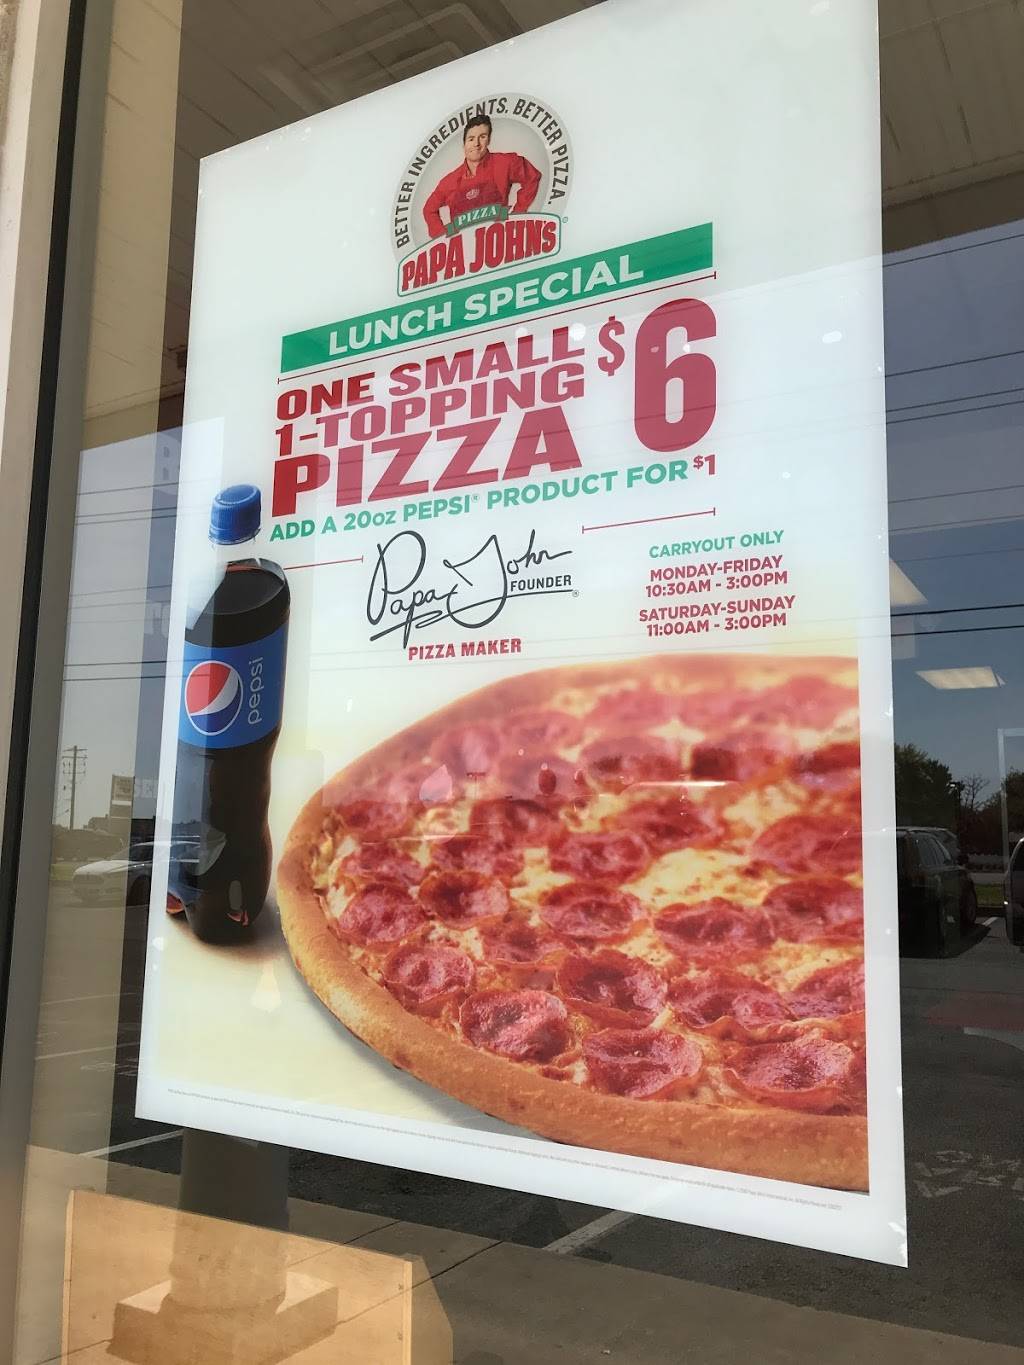 BETTER INGREDIENTS. BETTER PIZZA.
PIZZA
PAPA JOHN'S
LUNCH SPECIAL
ONE SMALL
1-TOPPING
PIZZA
$6
ADD A 20oz PEPSI® PRODUCT FOR $1
Papa John
FOUNDER
PIZZA MAKER
CARRYOUT ONLY
MONDAY-FRIDAY
10:30AM - 3:00PM
SATURDAY-SUNDAY
11:00AM - 3:00PM
pepsi